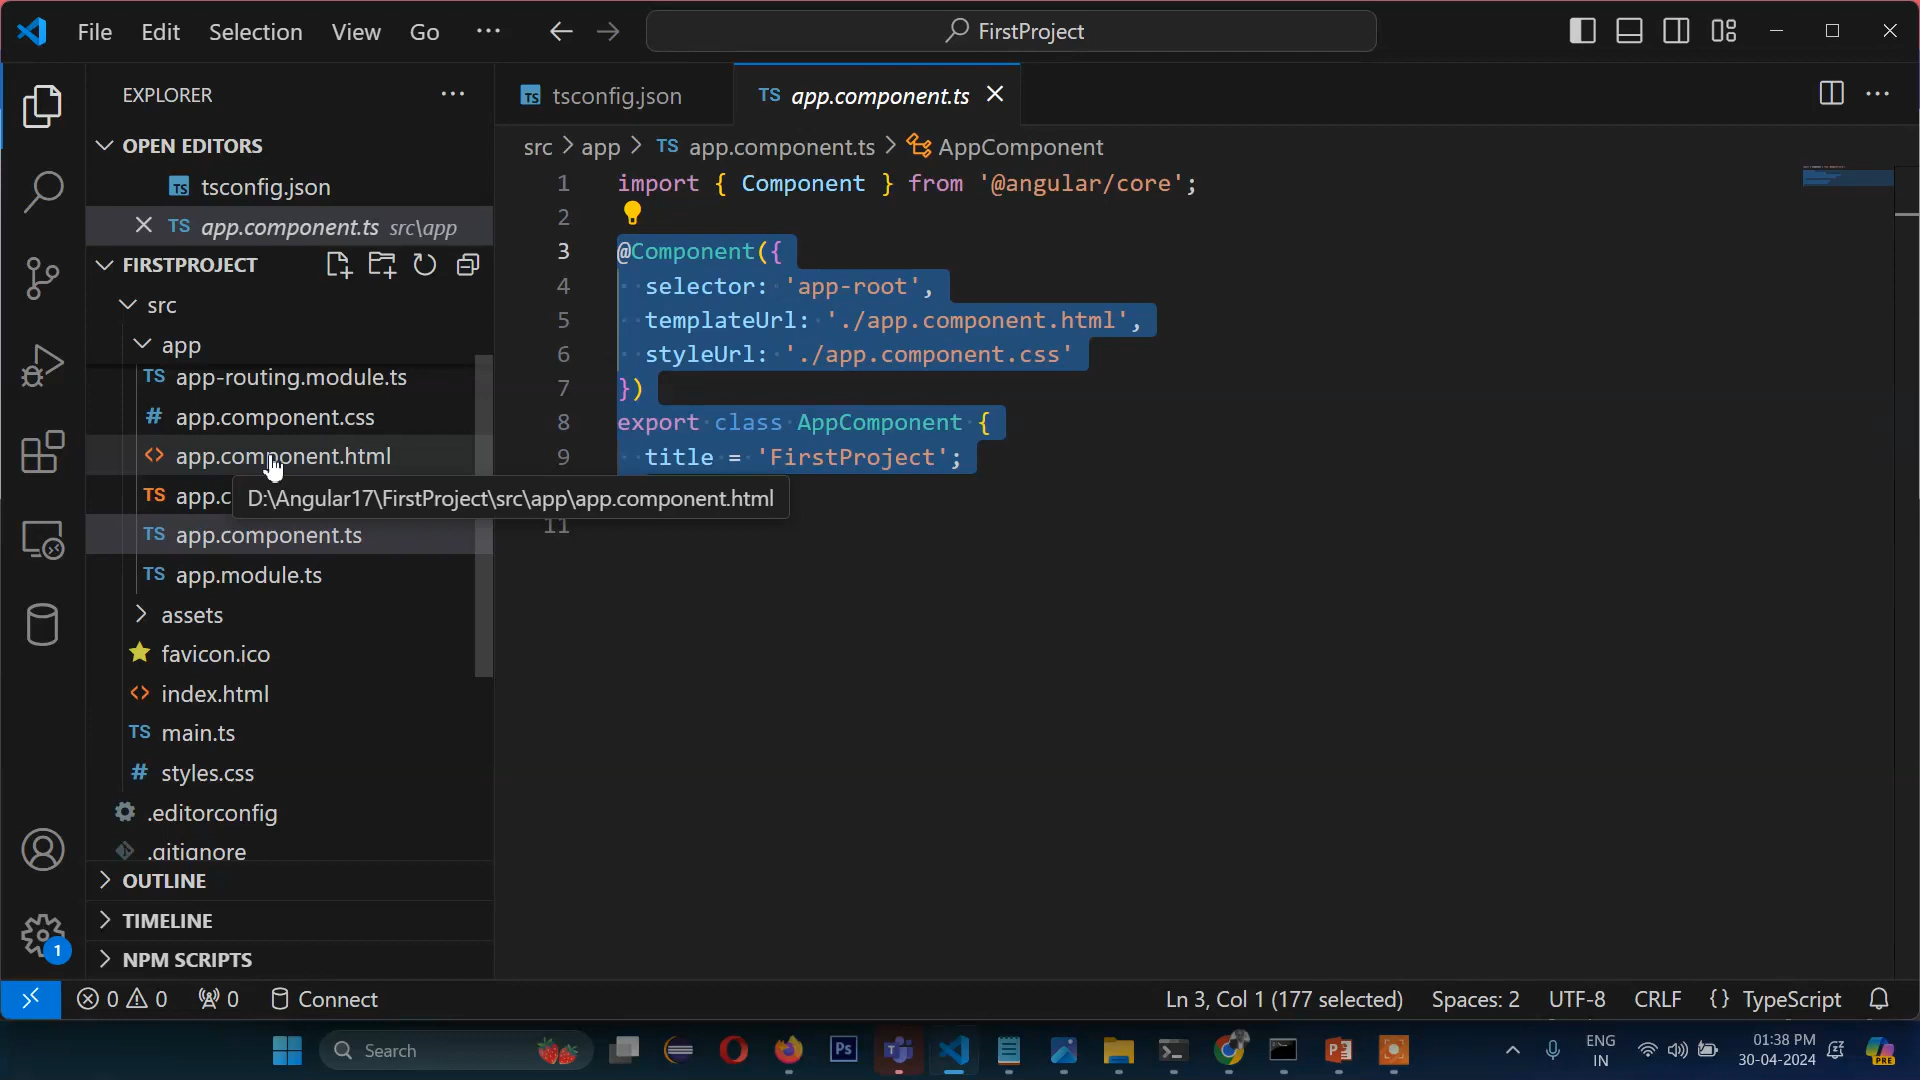 File Edit Selection View Go ··· FirstProject
EXPLORER ···
OPEN EDITORS
TS tsconfig.json
TS app.component.ts src\app
FIRSTPROJECT
src
app
TS app-routing.module.ts
# app.component.css
<> app.component.html
TS app.c
TS app.component.ts
TS app.module.ts
assets
favicon.ico
<> index.html
TS main.ts
# styles.css
.editorconfig
.gitignore
OUTLINE
TIMELINE
NPM SCRIPTS
1
TS tsconfig.json TS app.component.ts
src > app > TS app.component.ts > AppComponent
1 import { Component } from '@angular/core';
2
3 @Component({
4 selector: 'app-root',
5 templateUrl: './app.component.html',
6 styleUrl: './app.component.css'
7 })
8 export class AppComponent {
9 title = 'FirstProject';
D:\Angular17\FirstProject\src\app\app.component.html
11
0 0 0 Connect Ln 3, Col 1 (177 selected) Spaces: 2 UTF-8 CRLF {} TypeScript
Search Ps ENG 01:38 PM
IN 30-04-2024 PRE